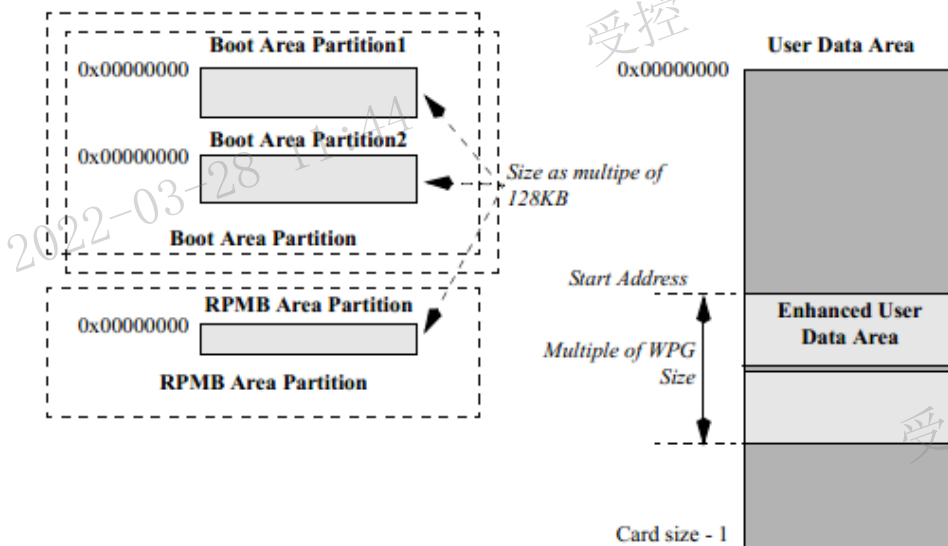 Boot Area Partition1
0x00000000
Boot Area Partition2
0x00000000
Boot Area Partition
Size as multipe of
128KB
RPMB Area Partition
0x00000000
RPMB Area Partition
User Data Area
0x00000000
Start Address
Enhanced User
Data Area
Multiple of WPG
Size
Card size - 1
2022-03-28 11:44
受控
受